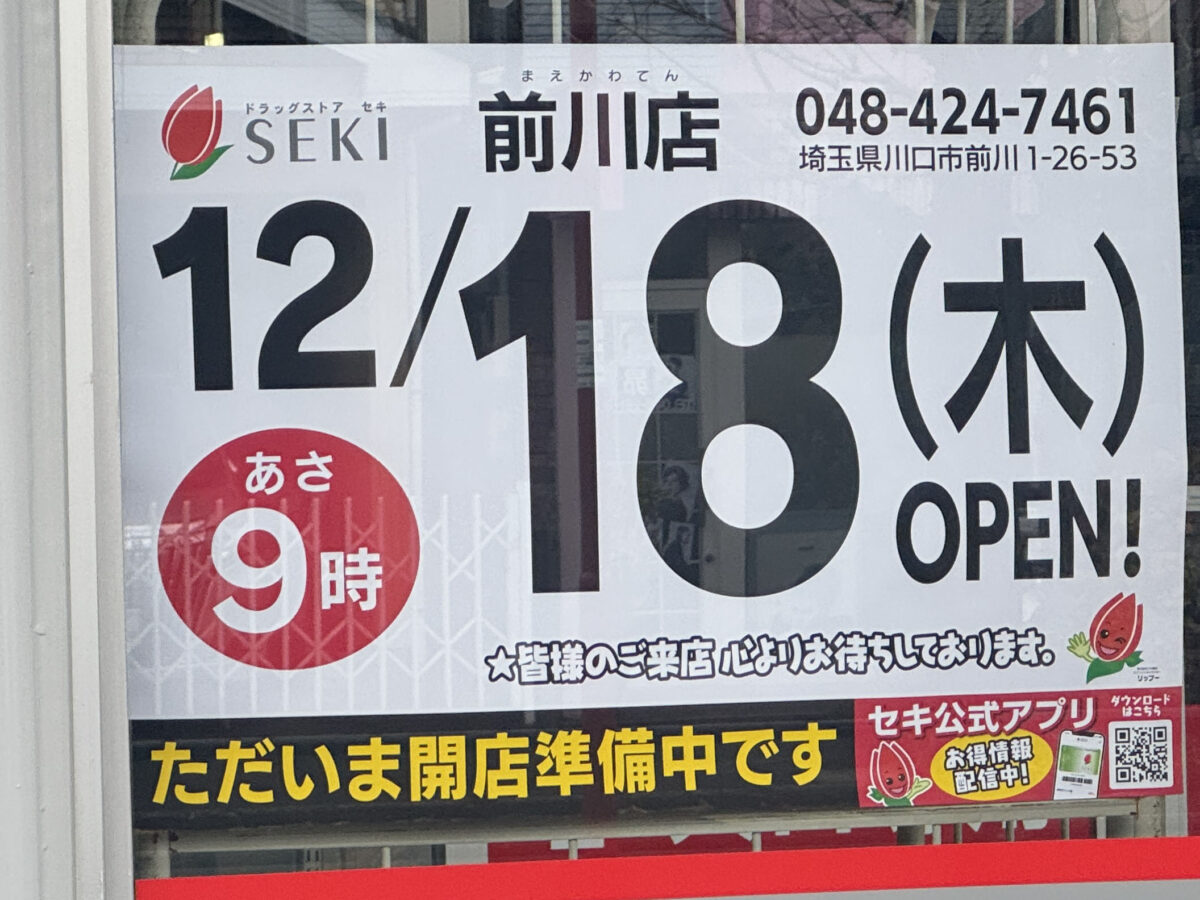 ドラッグストア セキ
SEKI
まえかわてん
前川店
048-424-7461
埼玉県川口市前川1-26-53
12/18(木)
OPEN!
あさ
9時
★皆様のご来店 心よりお待ちしております。
リップー
ただいま開店準備中です
セキ公式アプリ
お得情報
配信中!
ダウンロード
はこちら